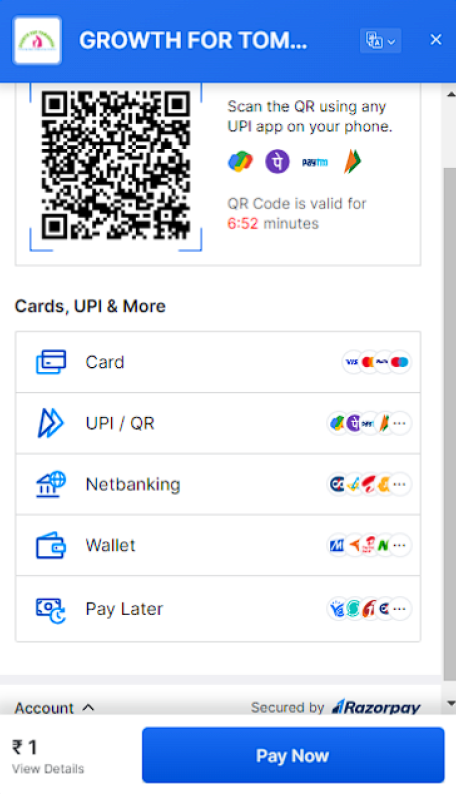 GROWTH FOR TOM...
Scan the QR using any
UPI app on your phone.
paytm
QR Code is valid for
6:52 minutes
Cards, UPI & More
Card
VISA
UPI / QR
Netbanking
Wallet
Pay Later
Account
Secured by Razorpay
₹ 1
View Details
Pay Now